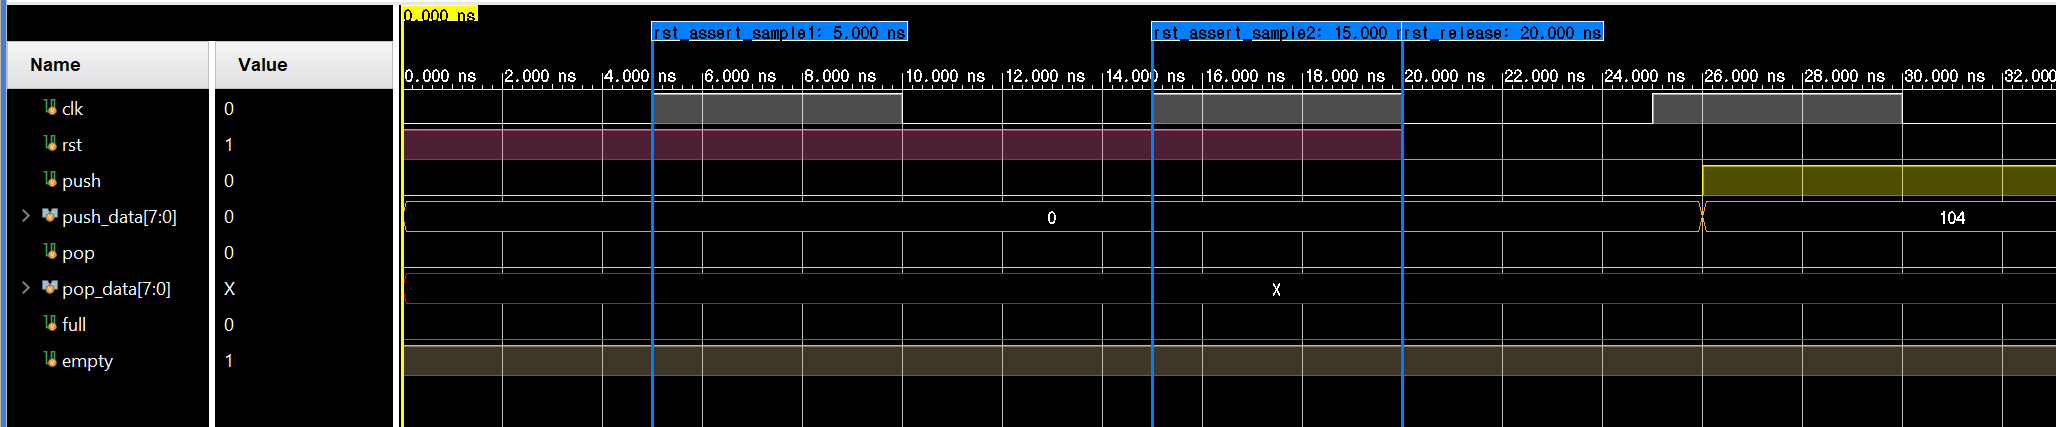 0.000 ns
rst_assert_sample1: 5.000 ns
rst_assert_sample2: 15.000 r
rst_release: 20.000 ns
Name
Value
0.000 ns
2.000 ns
4.000 ns
6.000 ns
8.000 ns
10.000 ns
12.000 ns
14.000 ns
16.000 ns
18.000 ns
20.000 ns
22.000 ns
24.000 ns
26.000 ns
28.000 ns
30.000 ns
32.000
clk 0
rst 1
push 0
push_data[7:0] 0
0
104
pop 0
pop_data[7:0] X
X
full 0
empty 1